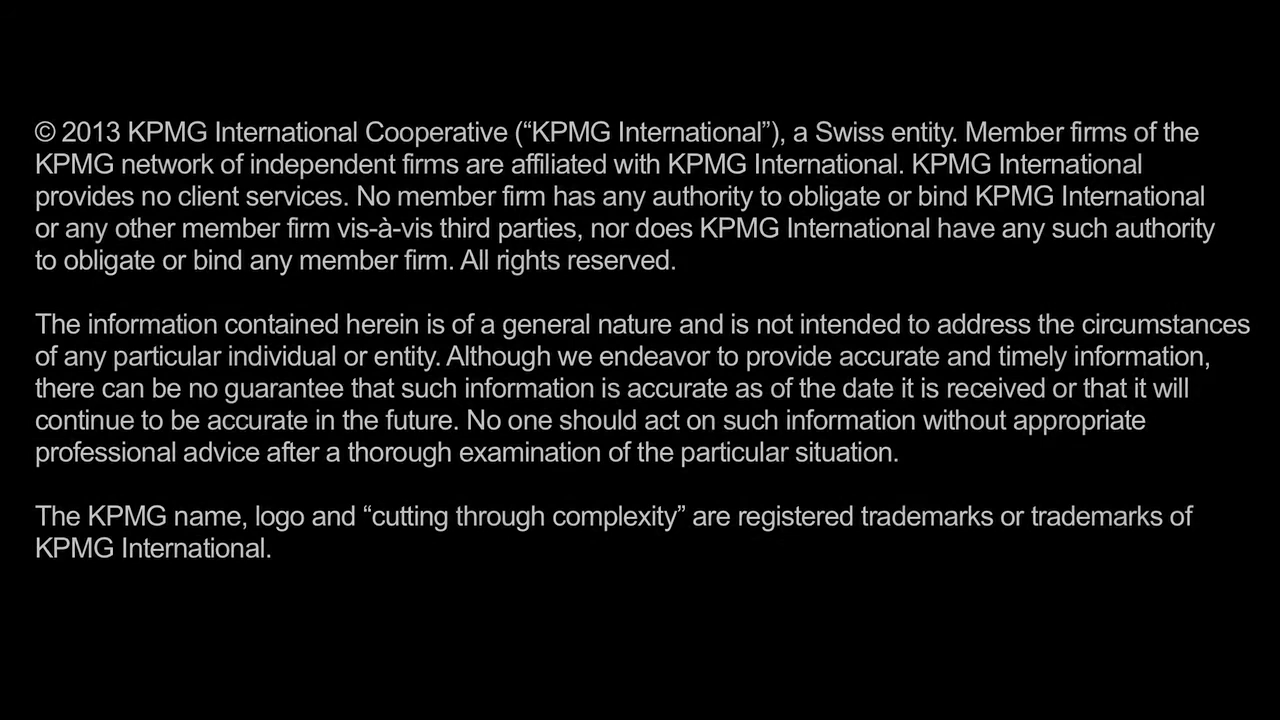 © 2013 KPMG International Cooperative (“KPMG International”), a Swiss entity. Member firms of the
KPMG network of independent firms are affiliated with KPMG International. KPMG International
provides no client services. No member firm has any authority to obligate or bind KPMG International
or any other member firm vis-à-vis third parties, nor does KPMG International have any such authority
to obligate or bind any member firm. All rights reserved.
The information contained herein is of a general nature and is not intended to address the circumstances
of any particular individual or entity. Although we endeavor to provide accurate and timely information,
there can be no guarantee that such information is accurate as of the date it is received or that it will
continue to be accurate in the future. No one should act on such information without appropriate
professional advice after a thorough examination of the particular situation.
The KPMG name, logo and “cutting through complexity” are registered trademarks or trademarks of
KPMG International.